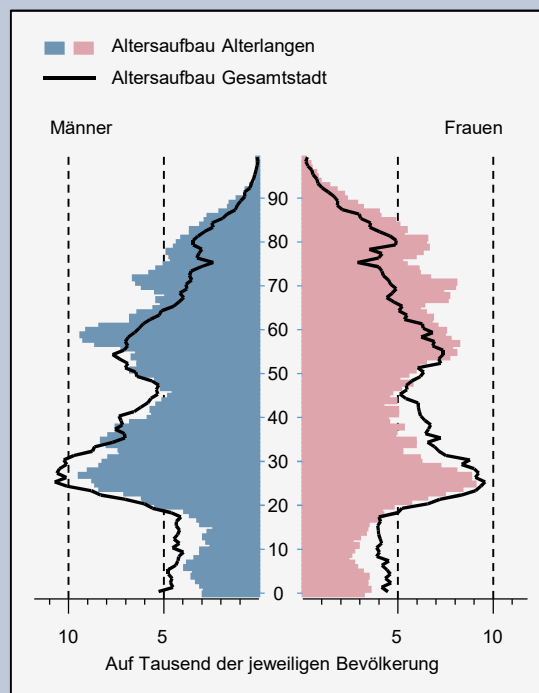 Altersaufbau Alterlangen
Altersaufbau Gesamtstadt
Männer
Frauen
90
80
70
60
50
40
30
20
10
0
10 5 5 10
Auf Tausend der jeweiligen Bevölkerung